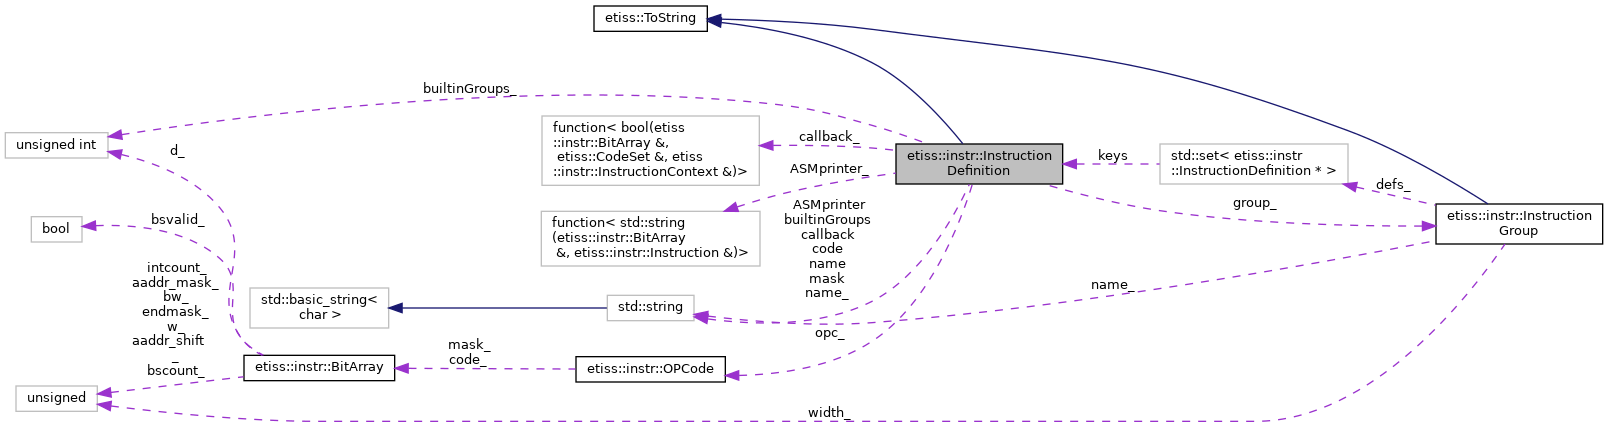 etiss::ToString
builtinGroups_
unsigned int
d_
function< bool(etiss
::instr::BitArray &,
 etiss::CodeSet &, etiss
::instr::InstructionContext &)>
callback_
etiss::instr::Instruction
Definition
keys
std::set< etiss::instr
::InstructionDefinition * >
defs_
ASMprinter_
function< std::string
(etiss::instr::BitArray
 &, etiss::instr::Instruction &)>
group_
etiss::instr::Instruction
Group
bool
bsvalid_
ASMprinter
builtinGroups
callback
code
name
mask
name_
intcount_
aaddr_mask_
bw_
endmask_
w_
aaddr_shift
_
bscount_
std::basic_string<
char >
std::string
name_
opc_
mask_
code_
etiss::instr::BitArray
etiss::instr::OPCode
unsigned
width_